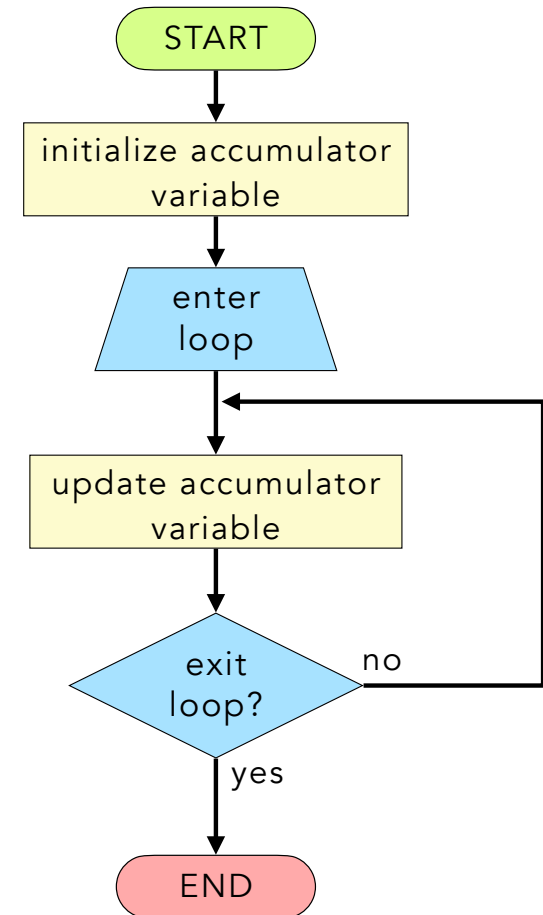 START
initialize accumulator
variable
enter
loop
update accumulator
variable
exit
loop?
no
yes
END